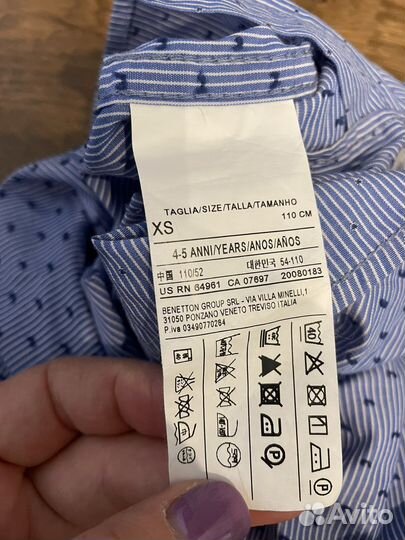 TAGLIA/SIZE/TALLA/TAMANHO
XS 110 CM
4-5 ANNI/YEARS/ANOS/AÑOS
中国 110/52 대한민국 54-110
US RN 64961 CA 07697 20080183
BENETTON GROUP SRL - VIA VILLA MINELLI,1
31050 PONZANO VENETO TREVISO ITALIA
P.iva 03490770264
40
P
P
Avito